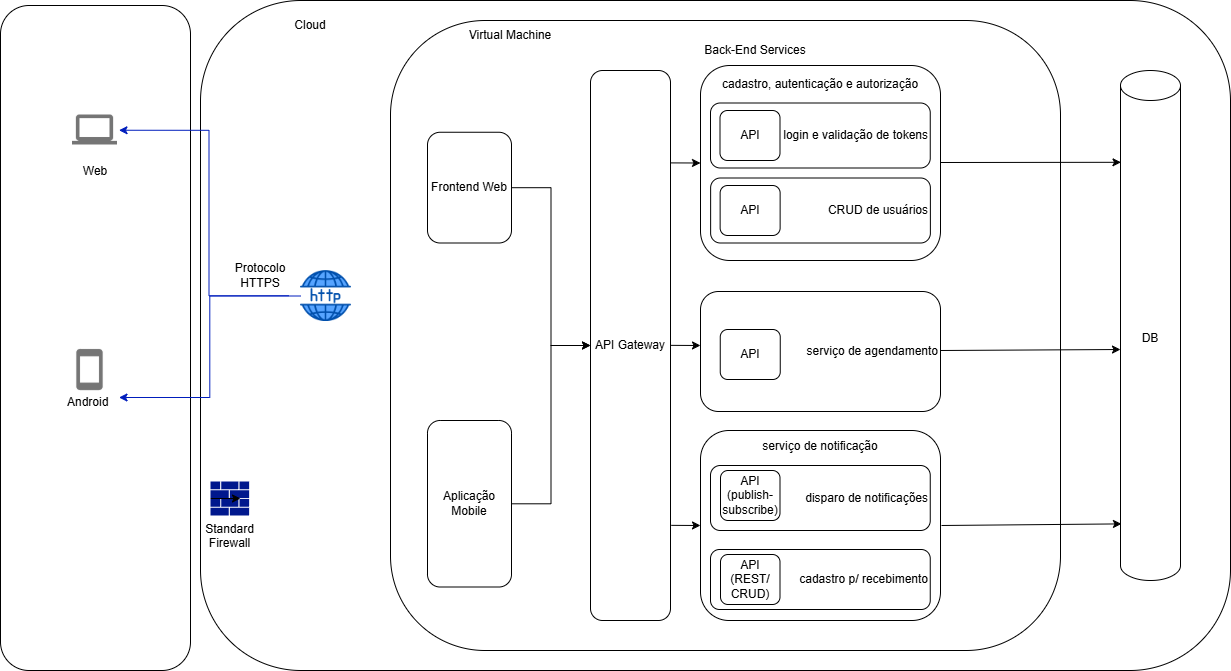 Cloud
Virtual Machine
Back-End Services
cadastro, autenticação e autorização
API
login e validação de tokens
API
CRUD de usuários
Web
Frontend Web
Protocolo
HTTPS
http
API Gateway
API
serviço de agendamento
DB
Android
serviço de notificação
API
(publish-
subscribe)
disparo de notificações
Aplicação
Mobile
Standard
Firewall
API
(REST/
CRUD)
cadastro p/ recebimento